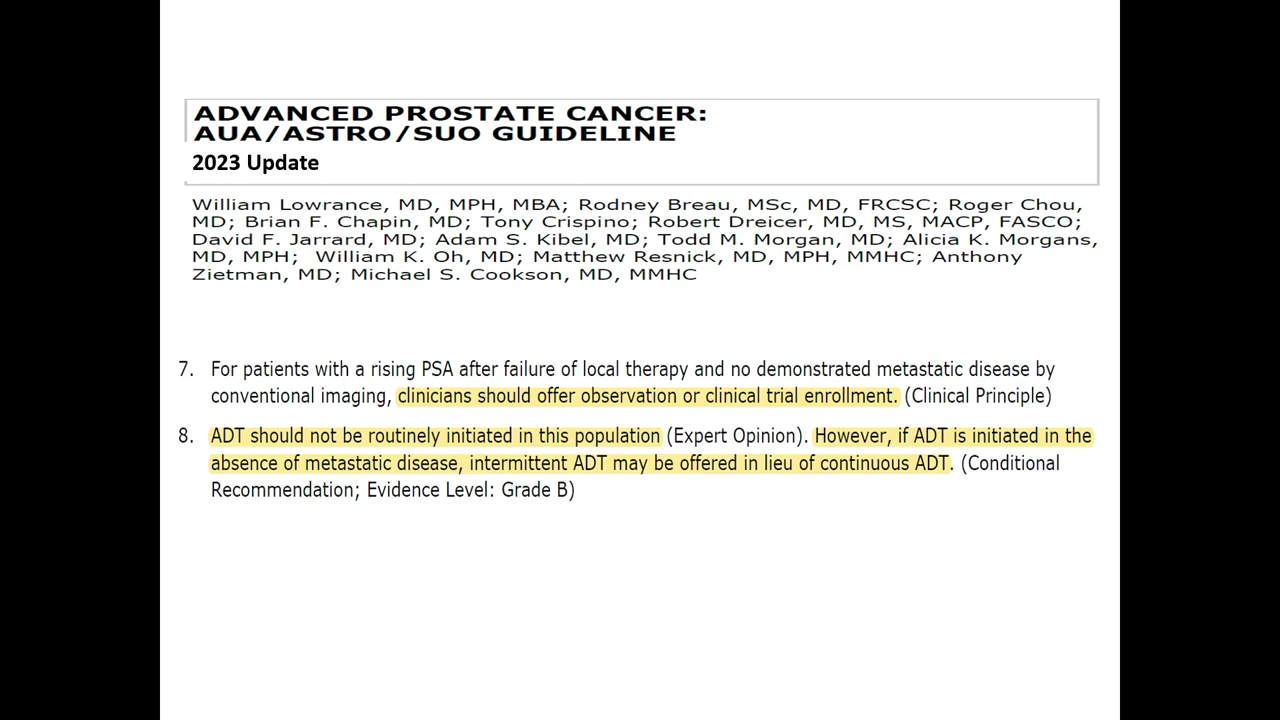 ADVANCED PROSTATE CANCER:
AUA/ASTRO/SUO GUIDELINE
2023 Update
William Lowrance, MD, MPH, MBA; Rodney Breau, MSc, MD, FRCSC; Roger Chou,
MD; Brian F. Chapin, MD; Tony Crispino; Robert Dreicer, MD, MS, MACP, FASCO;
David F. Jarrard, MD; Adam S. Kibel, MD; Todd M. Morgan, MD; Alicia K. Morgans,
MD, MPH; William K. Oh, MD; Matthew Resnick, MD, MPH, MMHC; Anthony
Zietman, MD; Michael S. Cookson, MD, MMHC
7. For patients with a rising PSA after failure of local therapy and no demonstrated metastatic disease by
conventional imaging, clinicians should offer observation or clinical trial enrollment. (Clinical Principle)
8. ADT should not be routinely initiated in this population (Expert Opinion). However, if ADT is initiated in the
absence of metastatic disease, intermittent ADT may be offered in lieu of continuous ADT. (Conditional
Recommendation; Evidence Level: Grade B)